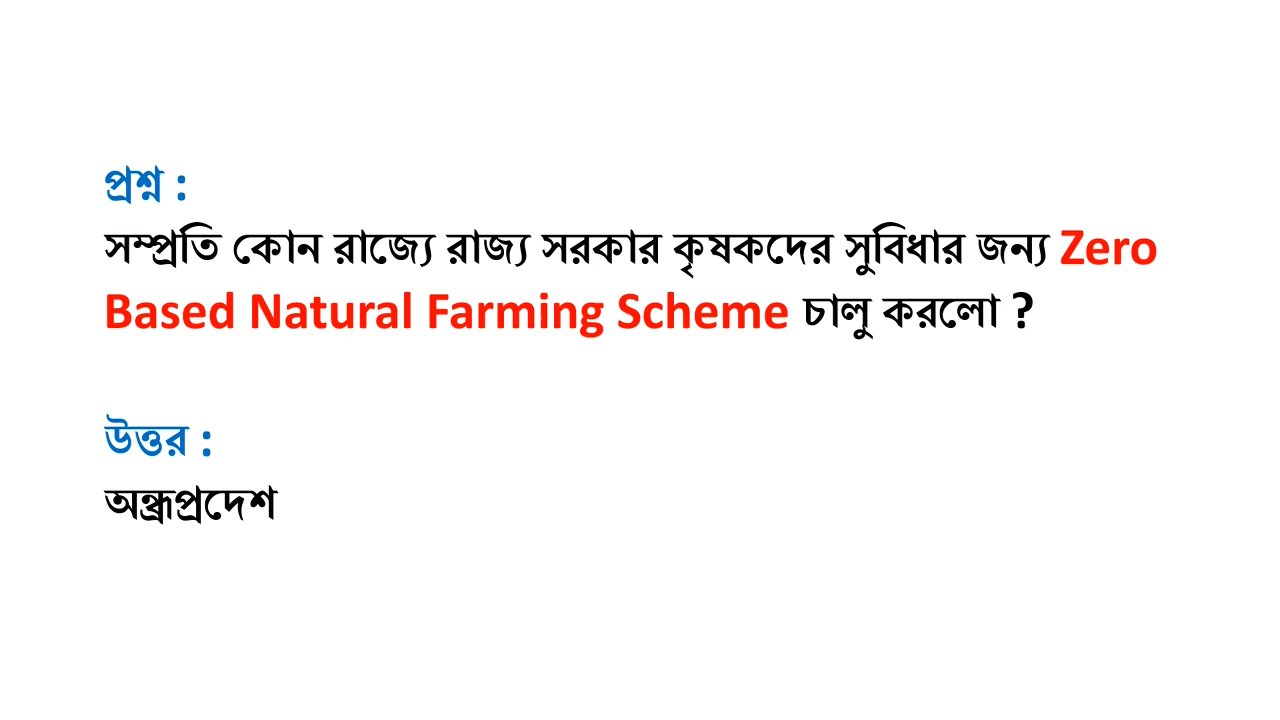 প্রশ্ন :
সম্প্রতি কোন রাজ্যে রাজ্য সরকার কৃষকদের সুবিধার জন্য Zero
Based Natural Farming Scheme চালু করলো ?
উত্তর :
অন্ধ্রপ্রদেশ